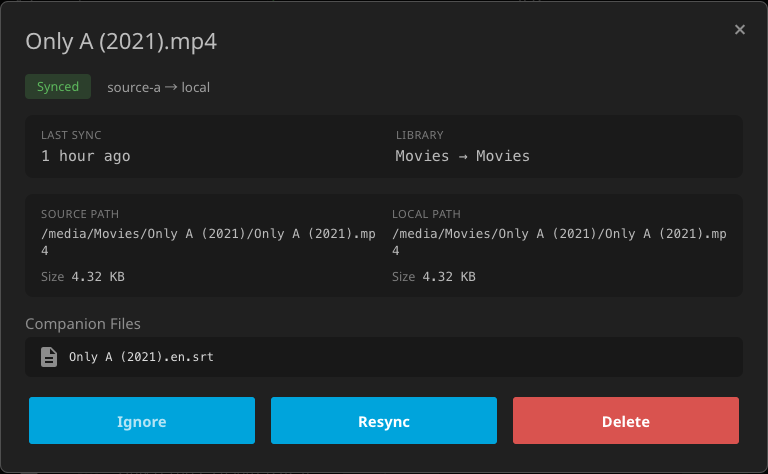 Only A (2021).mp4
×
Synced source-a → local
LAST SYNC LIBRARY
1 hour ago Movies → Movies
SOURCE PATH LOCAL PATH
/media/Movies/Only A (2021)/Only A (2021).mp /media/Movies/Only A (2021)/Only A (2021).mp
4 4
Size 4.32 KB Size 4.32 KB
Companion Files
Only A (2021).en.srt
Ignore Resync Delete